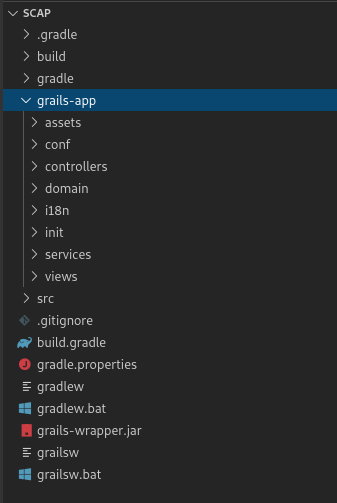 SCAP
.gradle
build
gradle
grails-app
assets
conf
controllers
domain
i18n
init
services
views
src
.gitignore
build.gradle
gradle.properties
gradlew
gradlew.bat
grails-wrapper.jar
grailsw
grailsw.bat